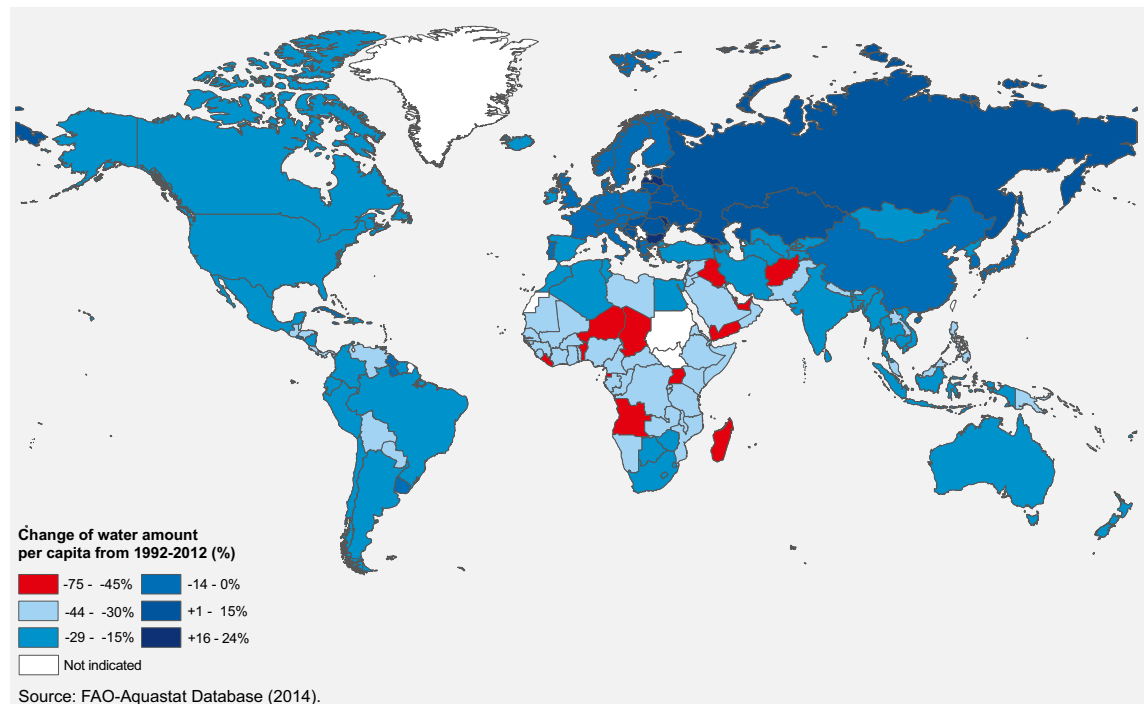 Change of water amount
per capita from 1992-2012 (%)
-75 - -45%
-14 - 0%
-44 - -30%
+1 - 15%
-29 - -15%
+16 - 24%
Not indicated
Source: FAO-Aquastat Database (2014).